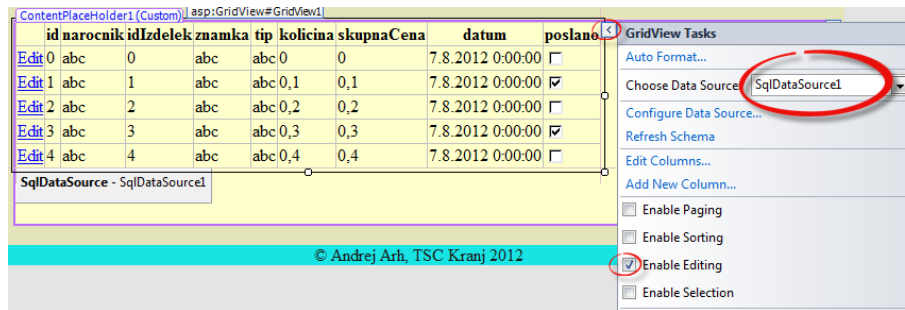 ContentPlaceHolder1 (Custom) asp:GridView#GridView1
id narocnik idIzdelek znamka tip kolicina skupnaCena datum poslano
Edit 0 abc 0 abc abc 0 0 7.8.2012 0:00:00
Edit 1 abc 1 abc abc 0,1 0,1 7.8.2012 0:00:00
Edit 2 abc 2 abc abc 0,2 0,2 7.8.2012 0:00:00
Edit 3 abc 3 abc abc 0,3 0,3 7.8.2012 0:00:00
Edit 4 abc 4 abc abc 0,4 0,4 7.8.2012 0:00:00
SqlDataSource - SqlDataSource1
© Andrej Arh, TSC Kranj 2012
GridView Tasks
Auto Format...
Choose Data Source: SqlDataSource1
Configure Data Source...
Refresh Schema
Edit Columns...
Add New Column...
Enable Paging
Enable Sorting
Enable Editing
Enable Selection